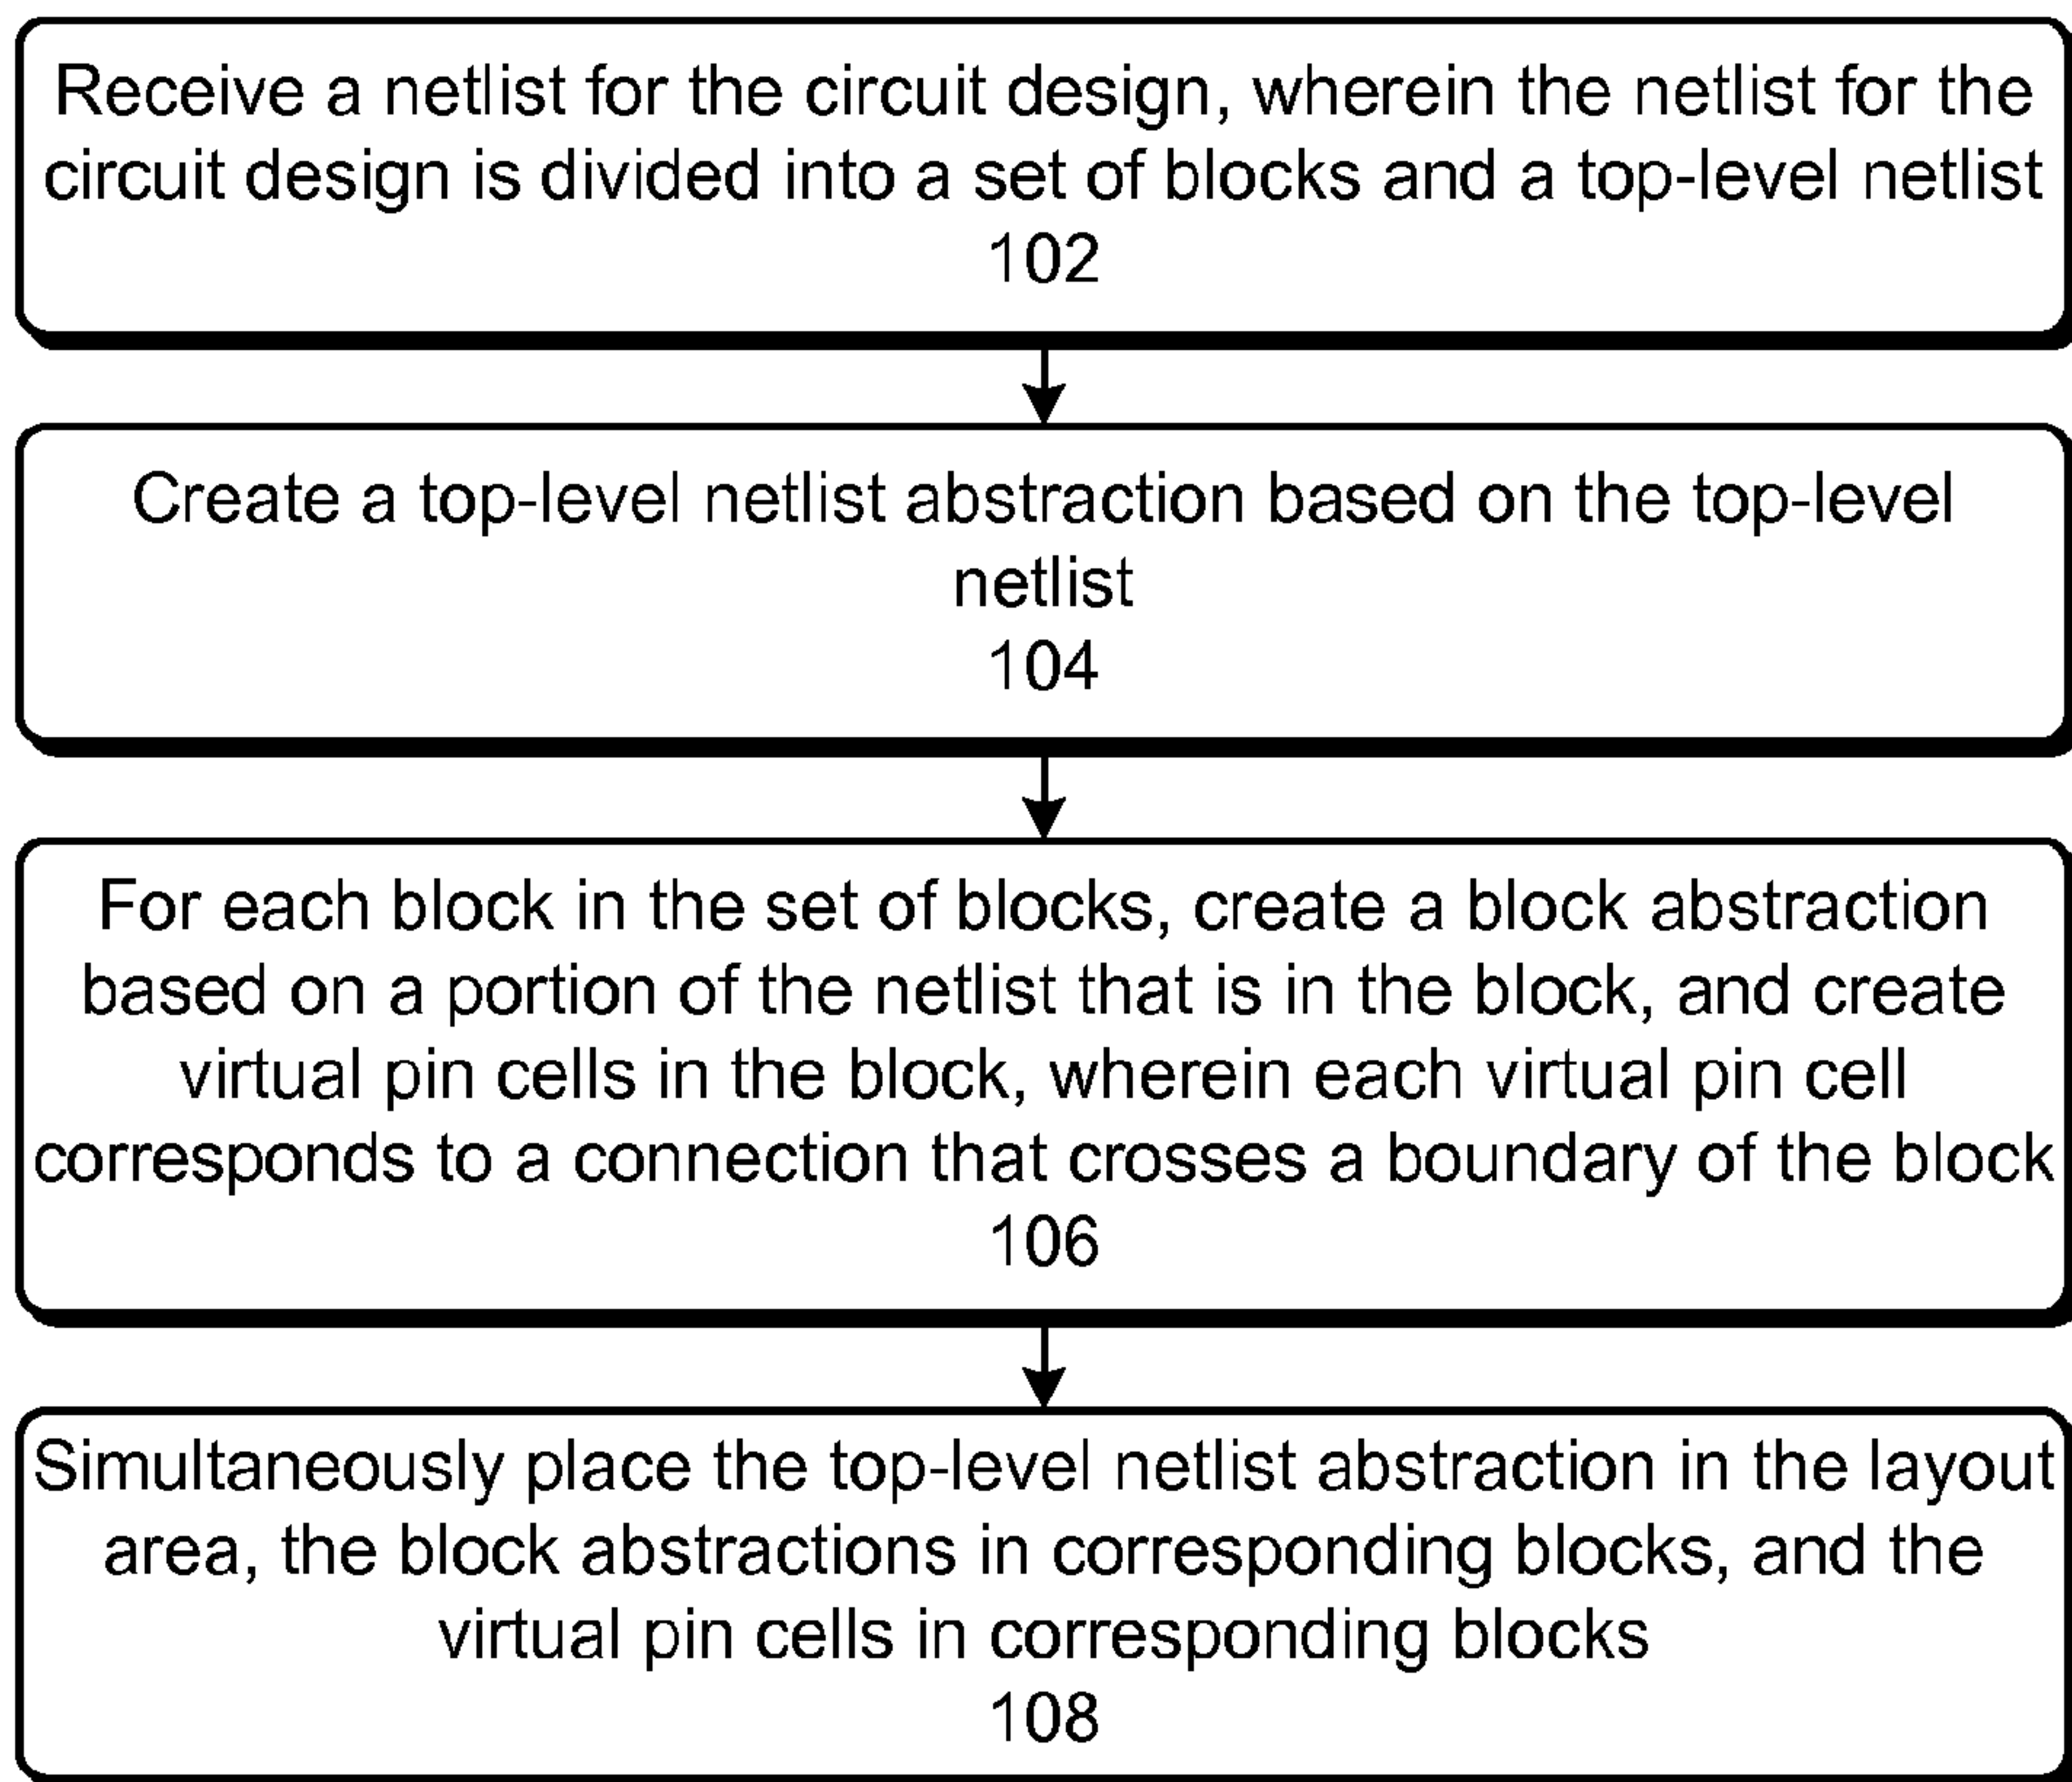 Receive a netlist for the circuit design, wherein the netlist for the
circuit design is divided into a set of blocks and a top-level netlist
102
Create a top-level netlist abstraction based on the top-level
netlist
104
For each block in the set of blocks, create a block abstraction
based on a portion of the netlist that is in the block, and create
virtual pin cells in the block, wherein each virtual pin cell
corresponds to a connection that crosses a boundary of the block
106
Simultaneously place the top-level netlist abstraction in the layout
area, the block abstractions in corresponding blocks, and the
virtual pin cells in corresponding blocks
108